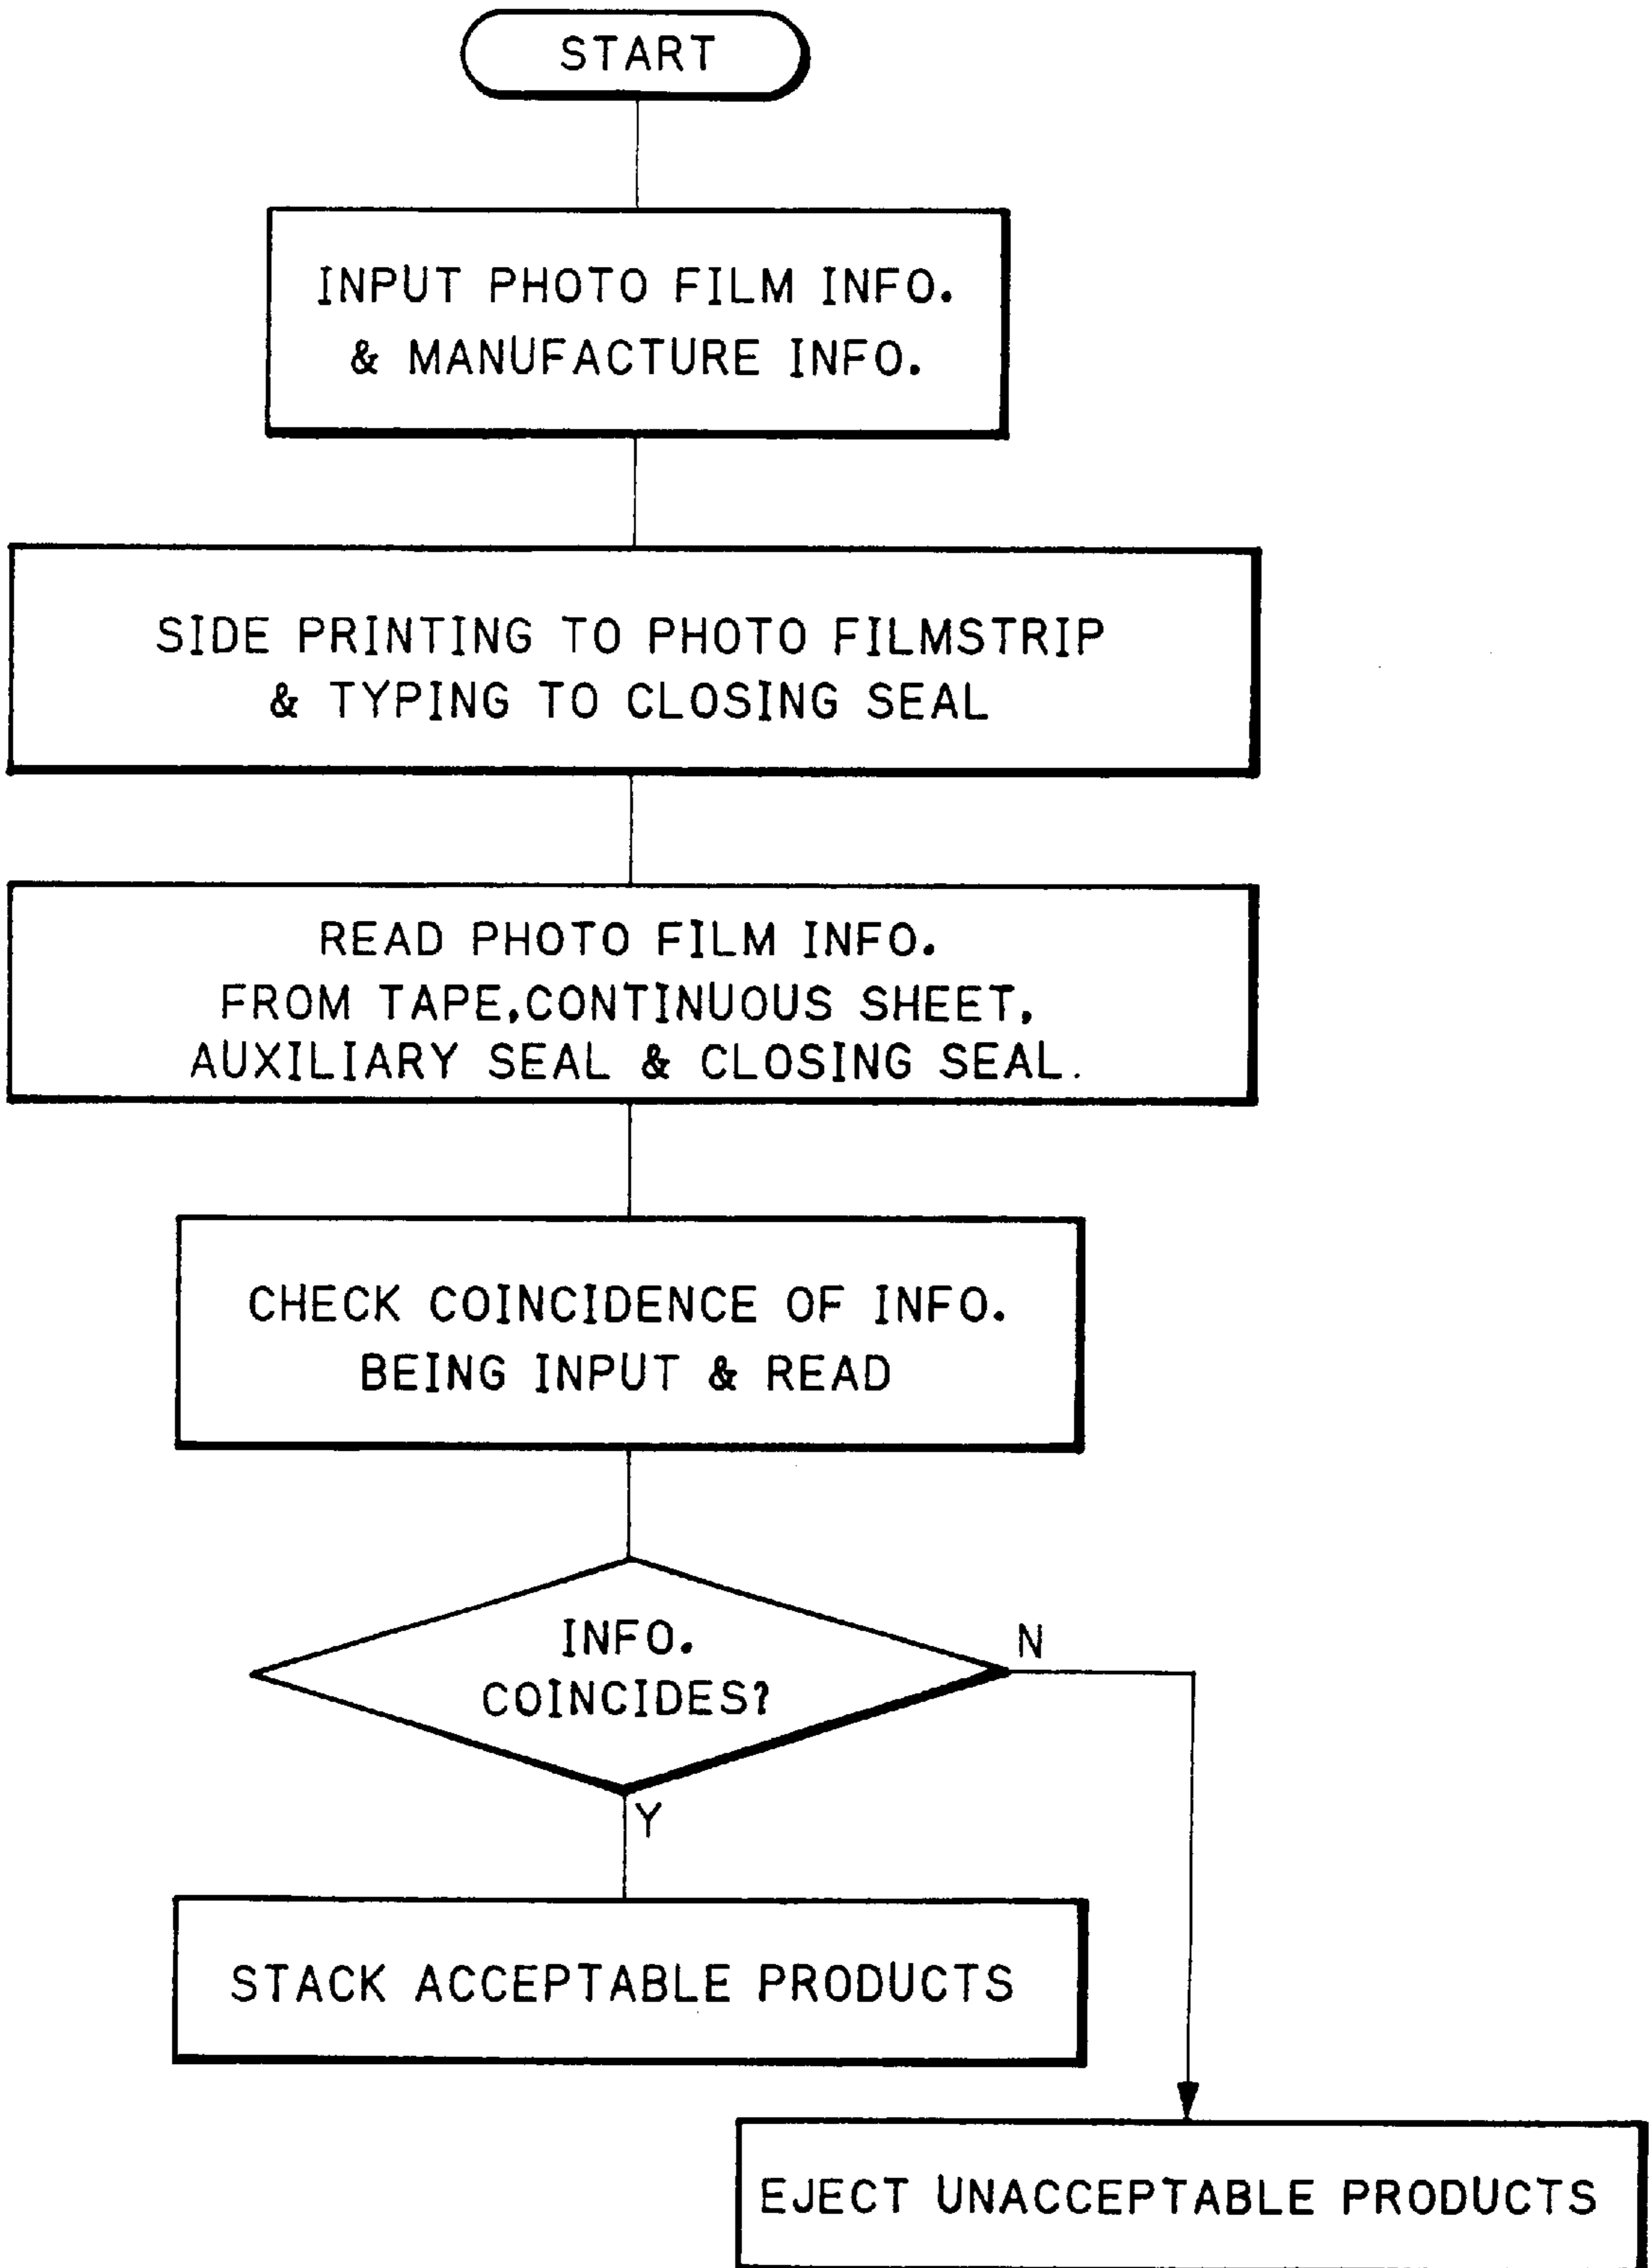 START
INPUT PHOTO FILM INFO.
& MANUFACTURE INFO.
SIDE PRINTING TO PHOTO FILMSTRIP
& TYPING TO CLOSING SEAL
READ PHOTO FILM INFO.
FROM TAPE,CONTINUOUS SHEET,
AUXILIARY SEAL & CLOSING SEAL.
CHECK COINCIDENCE OF INFO.
BEING INPUT & READ
INFO.
COINCIDES?
N
Y
STACK ACCEPTABLE PRODUCTS
EJECT UNACCEPTABLE PRODUCTS